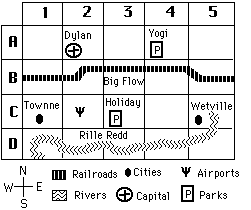 1 2 3 4 5
A Dylan Yogi
P
B Big Flow
C Townne Holiday Wetville
P
D Rille Redd
N
W E
S
Railroads Cities Airports
Rivers Capital P Parks